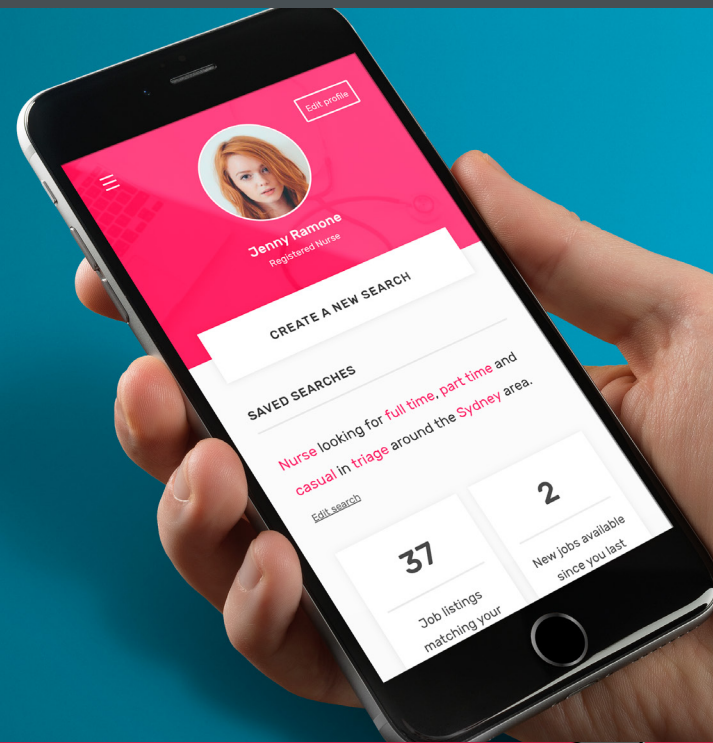 Edit profile
Jenny Ramone
Registered Nurse
CREATE A NEW SEARCH
SAVED SEARCHES
Nurse looking for full time, part time and
casual in triage around the Sydney area.
Edit search
37
Job listings
matching your
2
New jobs available
since you last